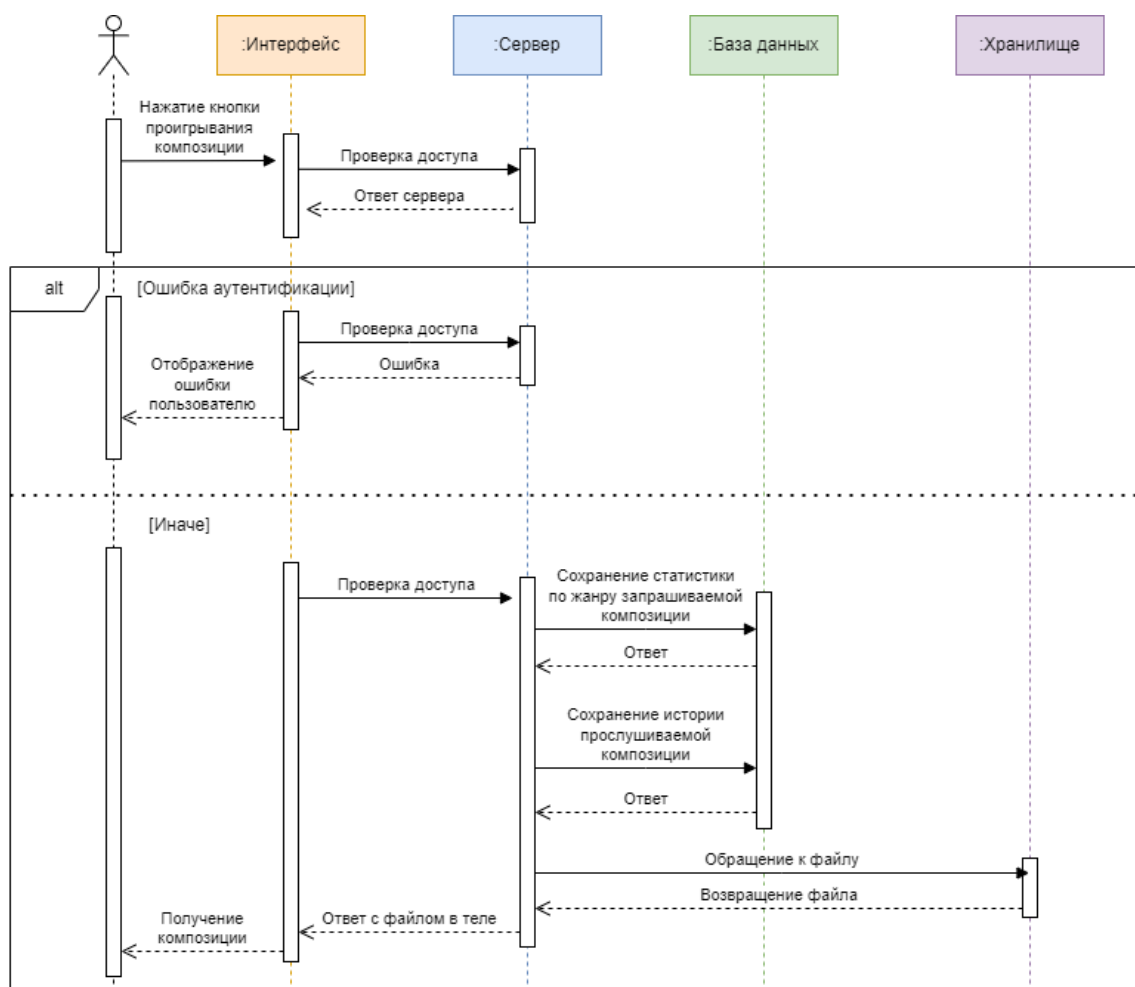 :Интерфейс
:Сервер
:База данных
:Хранилище
Нажатие кнопки
проигрывания
композиции
Проверка доступа
Ответ сервера
alt
[Ошибка аутентификации]
Проверка доступа
Ошибка
Отображение
ошибки
пользователю
[Иначе]
Проверка доступа
Сохранение статистики
по жанру запрашиваемой
композиции
Ответ
Сохранение истории
прослушиваемой
композиции
Ответ
Обращение к файлу
Возвращение файла
Ответ с файлом в теле
Получение
композиции